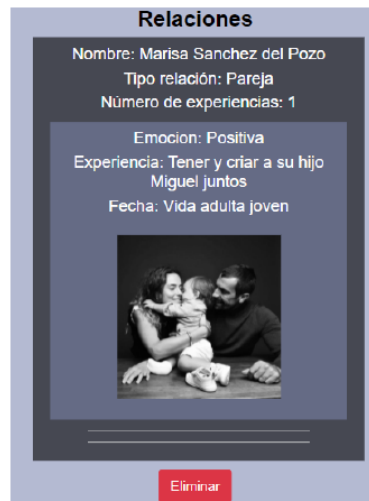 Relaciones
Nombre: Marisa Sanchez del Pozo
Tipo relación: Pareja
Número de experiencias: 1
Emocion: Positiva
Experiencia: Tener y criar a su hijo
Miguel juntos
Fecha: Vida adulta joven
Eliminar